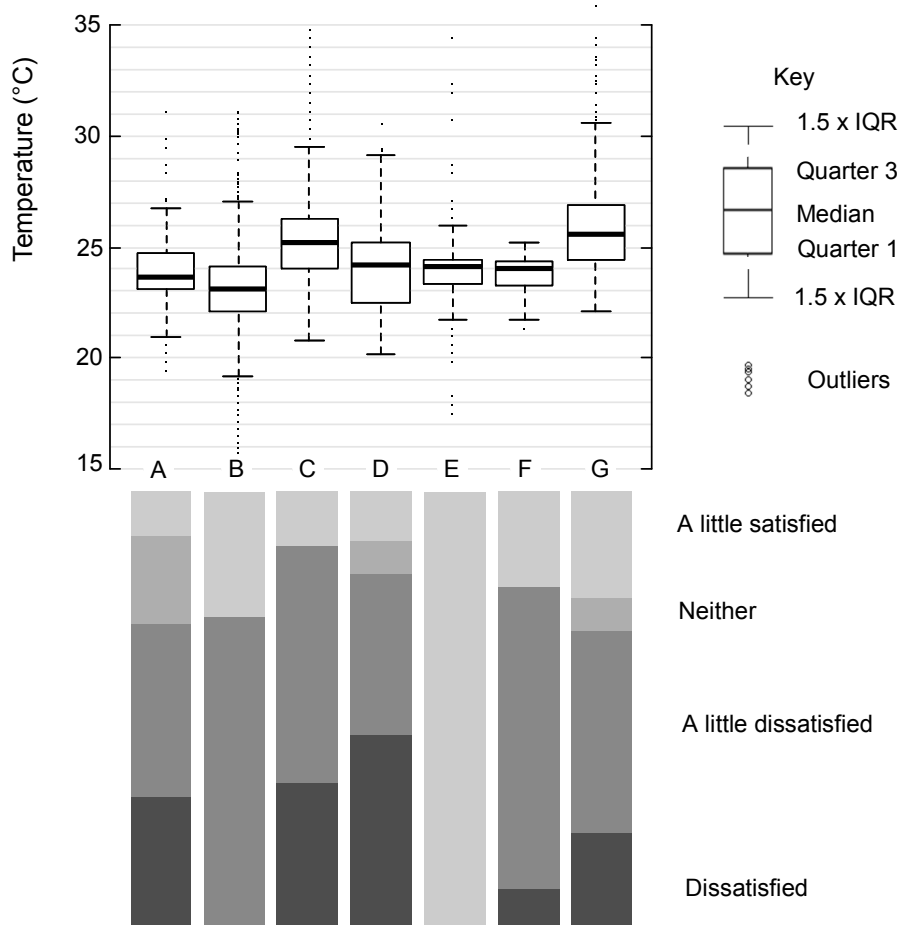 Temperature (°C)
35
30
25
20
15
A B C D E F G
Key
1.5 x IQR
Quarter 3
Median
Quarter 1
1.5 x IQR
Outliers
A little satisfied
Neither
A little dissatisfied
Dissatisfied